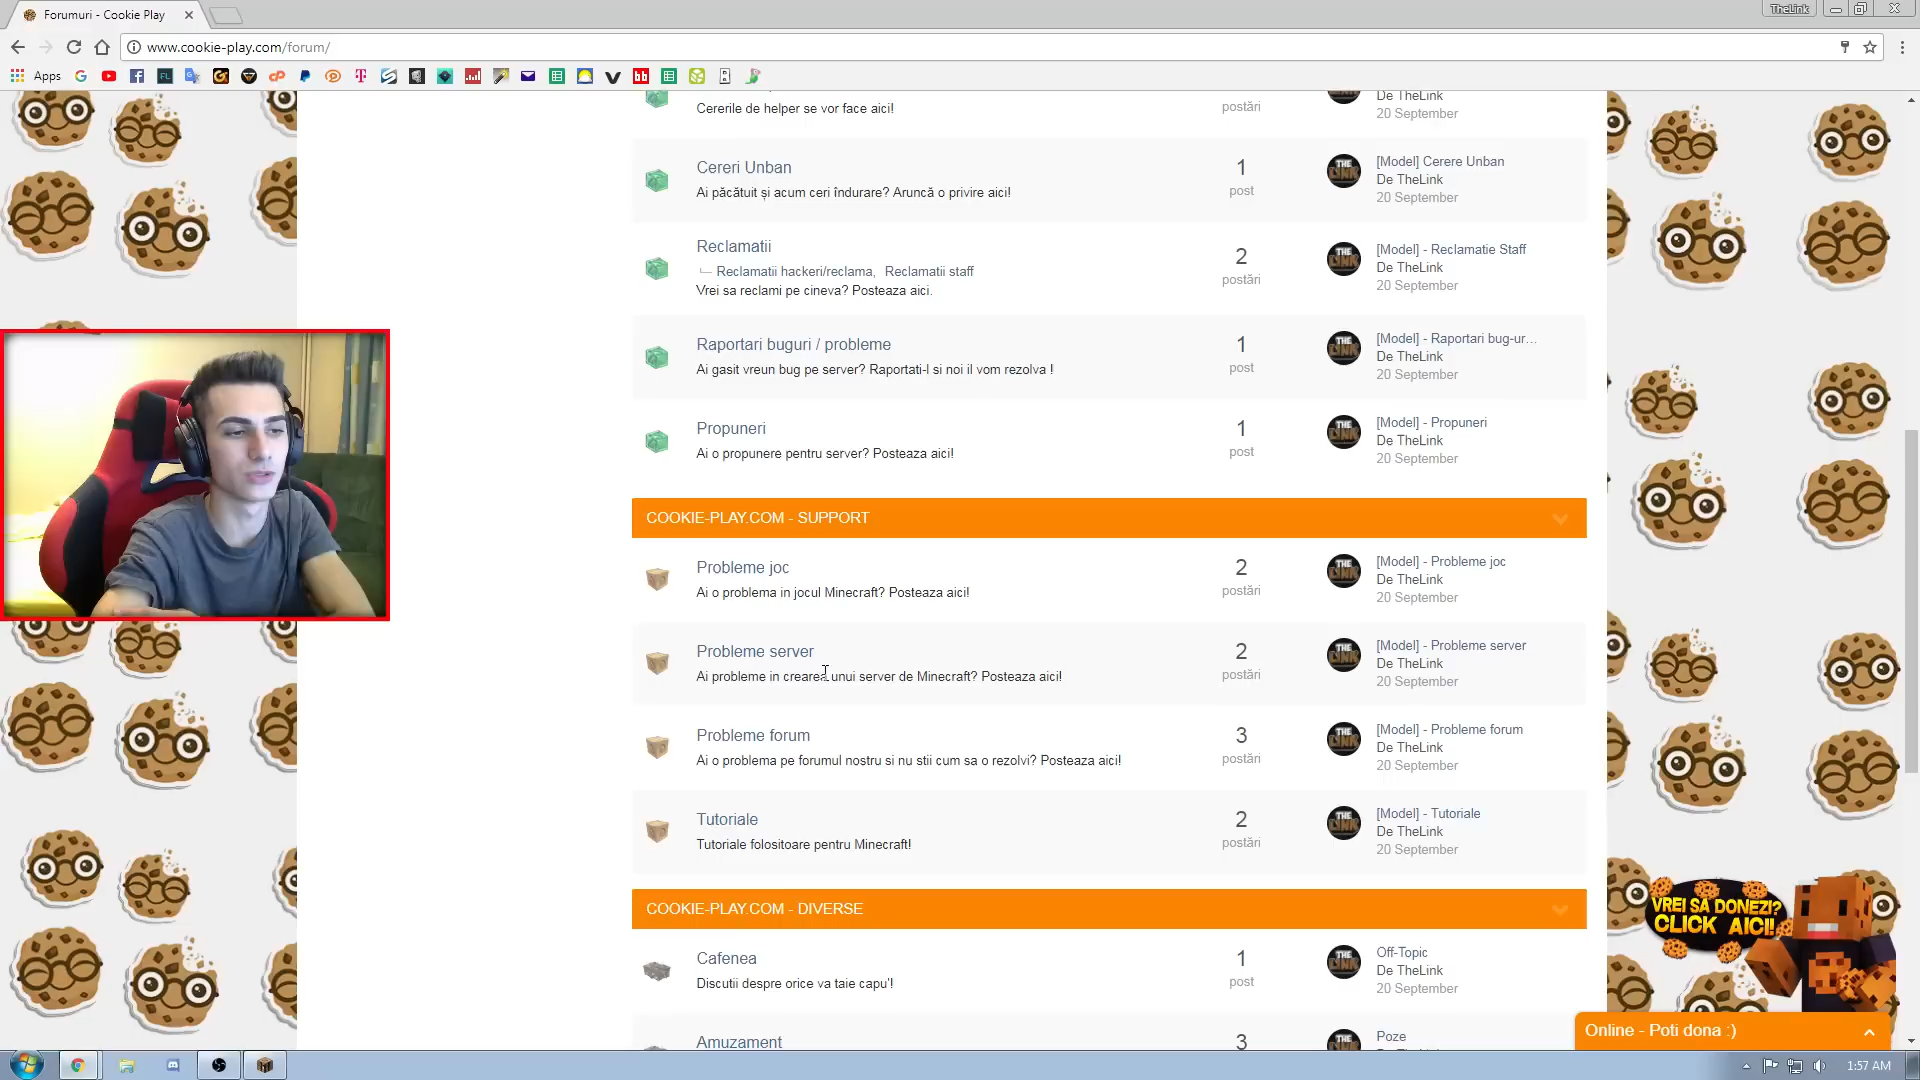 Forumuri - Cookie Play
TheLink
www.cookie-play.com/forum/
Apps
Cererile de helper se vor face aici!
postări
De TheLink
20 September
Cereri Unban
Ai păcătuit și acum ceri îndurare? Aruncă o privire aici!
1
post
[Model] Cerere Unban
De TheLink
20 September
Reclamatii
Reclamatii hackeri/reclama, Reclamatii staff
Vrei sa reclami pe cineva? Posteaza aici.
2
postări
[Model] - Reclamatie Staff
De TheLink
20 September
Raportari buguri / probleme
Ai gasit vreun bug pe server? Raportati-l si noi il vom rezolva !
1
post
[Model] - Raportari bug-ur...
De TheLink
20 September
Propuneri
Ai o propunere pentru server? Posteaza aici!
1
post
[Model] - Propuneri
De TheLink
20 September
COOKIE-PLAY.COM - SUPPORT
Probleme joc
Ai o problema in jocul Minecraft? Posteaza aici!
2
postări
[Model] - Probleme joc
De TheLink
20 September
Probleme server
Ai probleme in crearea unui server de Minecraft? Posteaza aici!
2
postări
[Model] - Probleme server
De TheLink
20 September
Probleme forum
Ai o problema pe forumul nostru si nu stii cum sa o rezolvi? Posteaza aici!
3
postări
[Model] - Probleme forum
De TheLink
20 September
Tutoriale
Tutoriale folositoare pentru Minecraft!
2
postări
[Model] - Tutoriale
De TheLink
20 September
COOKIE-PLAY.COM - DIVERSE
Cafenea
Discutii despre orice va taie capu'!
1
post
Off-Topic
De TheLink
20 September
Amuzament
3
Poze
VREI SĂ DONEZI?
CLICK AICI!
Online - Poti dona :)
1:57 AM